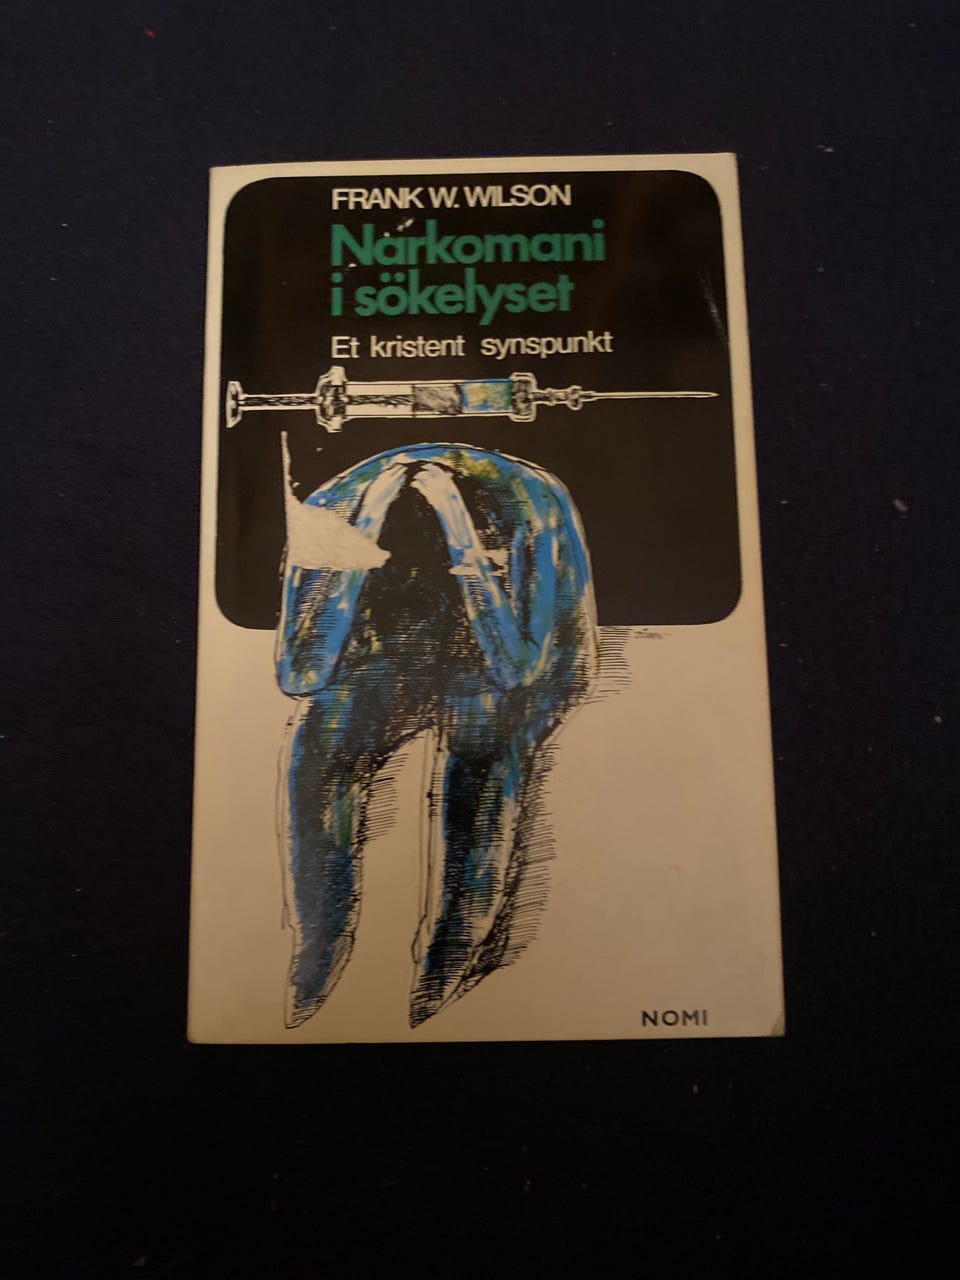 FRANK W. WILSON
Narkomani
i sökelyset
Et kristent synspunkt
NOMI